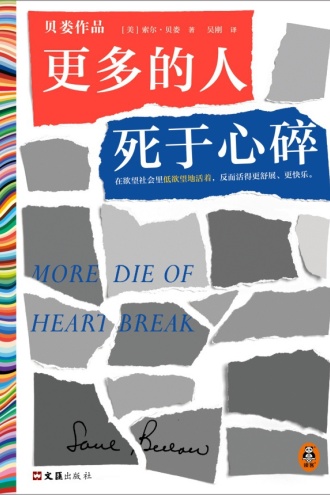 贝娄作品
[美] 索尔·贝娄 著 吴刚 译
更多的人
死于心碎
在欲望社会里低欲望地活着，反而活得更舒展、更快乐。
MORE DIE OF
HEART BREAK
Saul Bellow
文汇出版社
读客